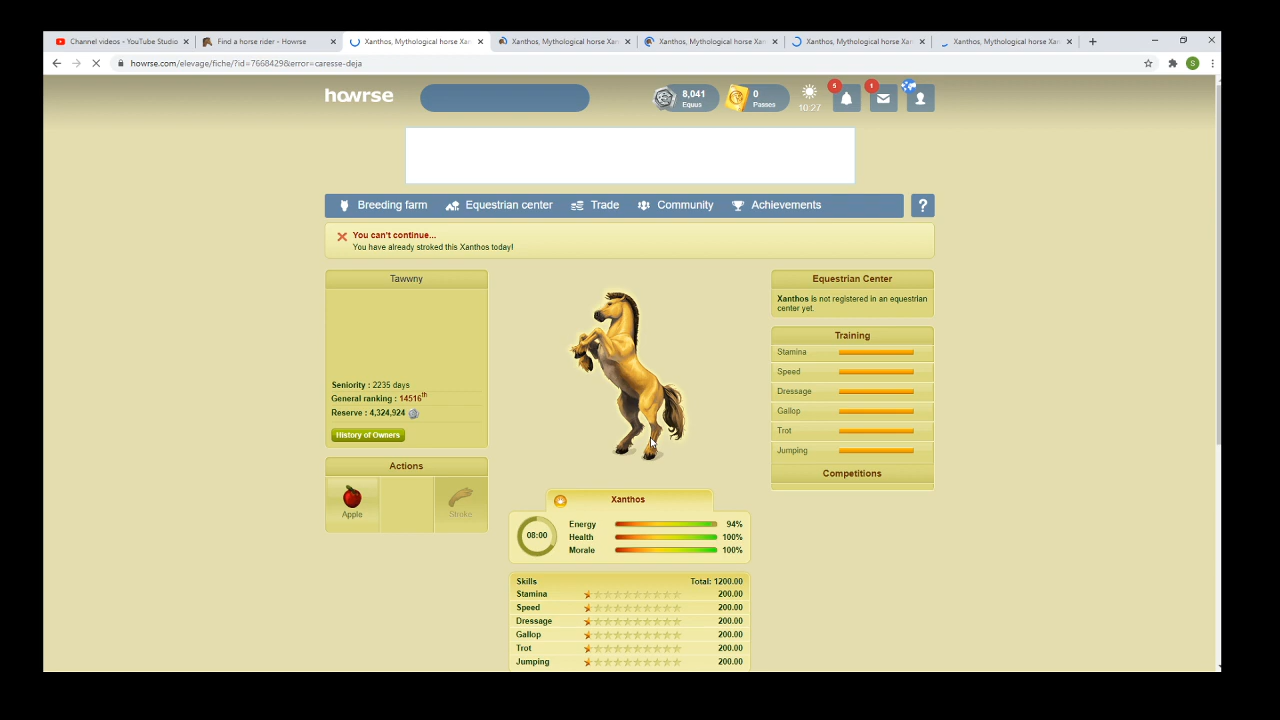 Channel videos - YouTube Studio
Find a horse rider - Howrse
Xanthos, Mythological horse Xan
Xanthos, Mythological horse Xan
Xanthos, Mythological horse Xan
Xanthos, Mythological horse Xan
Xanthos, Mythological horse Xan
howrse.com/elevage/fiche/?id=7668429&error=caresse-deja
S
howrse
8,041
Equus
0
Passes
10:27
5
1
Breeding farm
Equestrian center
Trade
Community
Achievements
?
You can't continue...
You have already stroked this Xanthos today!
Tawwny
Seniority : 2235 days
General ranking : 14516th
Reserve : 4,324,924
History of Owners
Actions
Apple
Stroke
Xanthos
08:00
Energy 94%
Health 100%
Morale 100%
Skills Total: 1200.00
Stamina 200.00
Speed 200.00
Dressage 200.00
Gallop 200.00
Trot 200.00
Jumping 200.00
Equestrian Center
Xanthos is not registered in an equestrian
center yet.
Training
Stamina
Speed
Dressage
Gallop
Trot
Jumping
Competitions